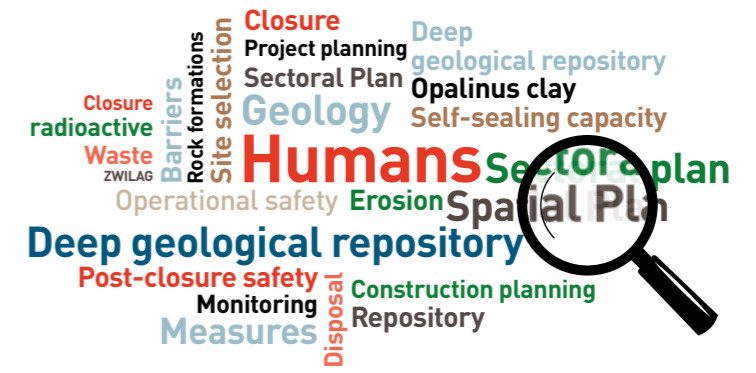 Closure
Project planning
Sectoral Plan
Geology
Deep
geological repository
Opalinus clay
Self-sealing capacity
Closure
radioactive
Waste
ZWILAG
Barriers
Rock formations
Site selection
Humans
Sectoral plan
Operational safety
Erosion
Spatial Plan
Deep geological repository
Post-closure safety
Monitoring
Measures
Disposal
Construction planning
Repository